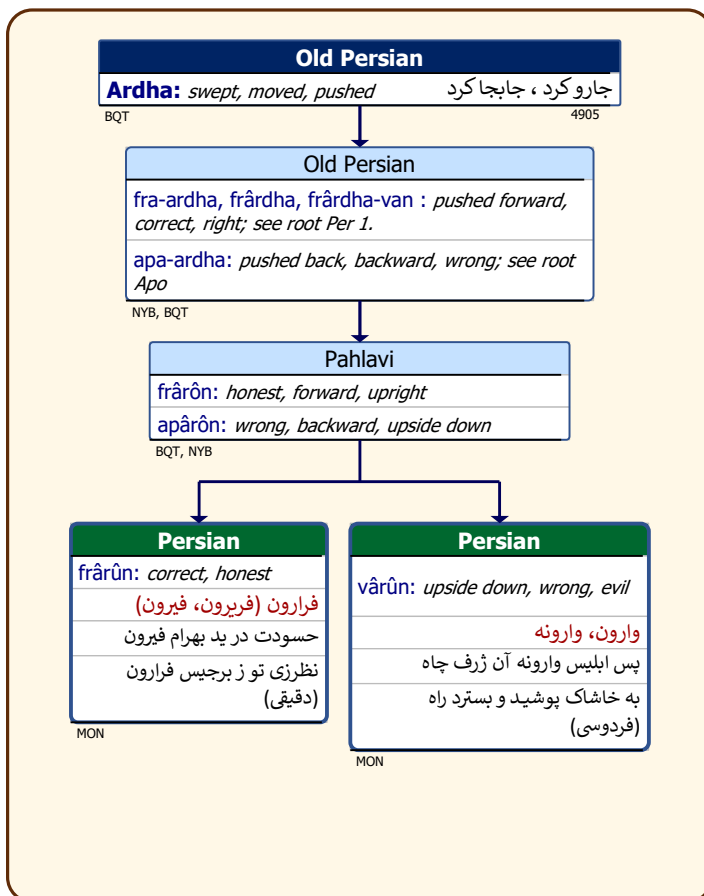 Old Persian
Ardha: swept, moved, pushed جارو کرد ، جابجا کرد
BQT 4905
Old Persian
fra-ardha, frârdha, frârdha-van : pushed forward,
correct, right; see root Per 1.
apa-ardha: pushed back, backward, wrong; see root
Apo
NYB, BQT
Pahlavi
frârôn: honest, forward, upright
apârôn: wrong, backward, upside down
BQT, NYB
Persian
frârûn: correct, honest
فرارون (فریرون، فیرون)
حسودت در ید بهرام فیرون
نظرزی تو ز برجیس فرارون
(دقیقی)
MON
Persian
vârûn: upside down, wrong, evil
وارون، وارونه
پس ابلیس وارونه آن ژرف چاه
به خاشاک پوشید و بسترد راه
(فردوسی)
MON